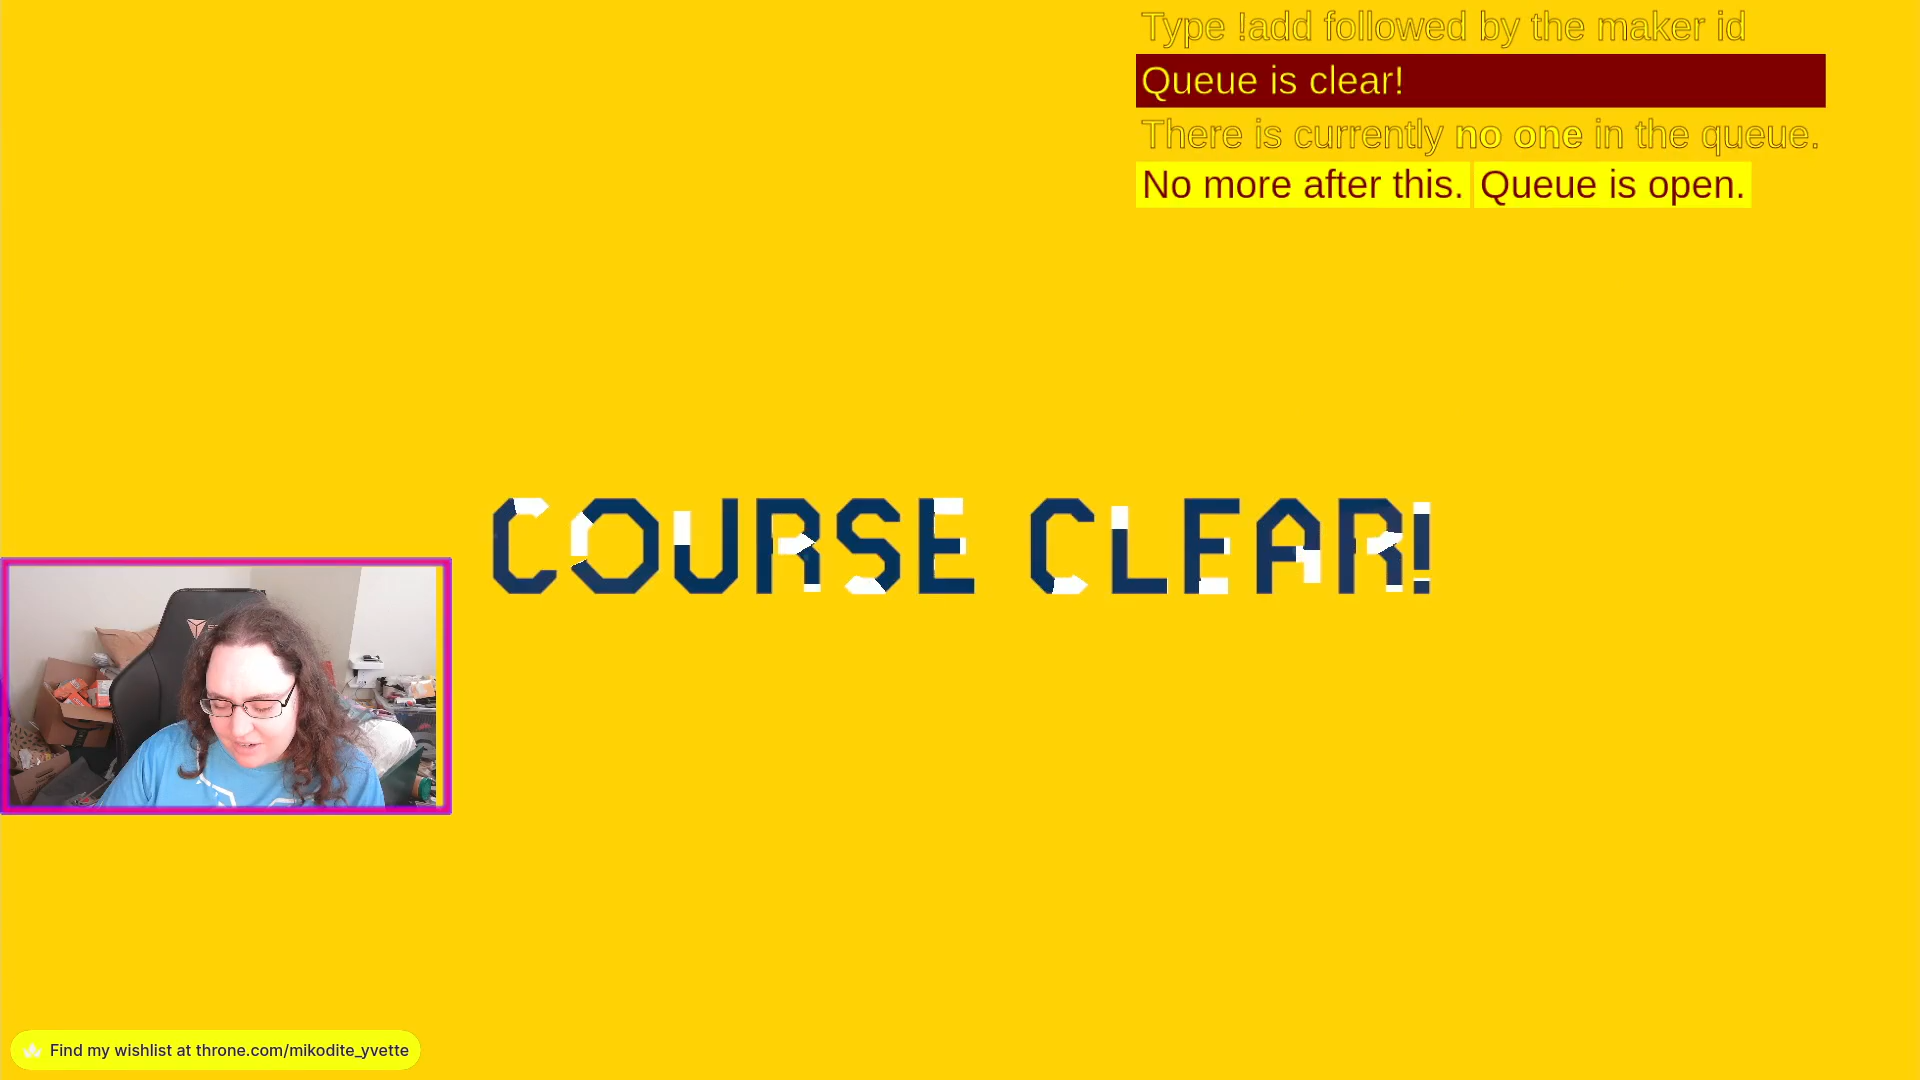 Type !add followed by the maker id
Queue is clear!
There is currently no one in the queue.
No more after this. Queue is open.
COURSE CLEAR!
Find my wishlist at throne.com/mikodite_yvette